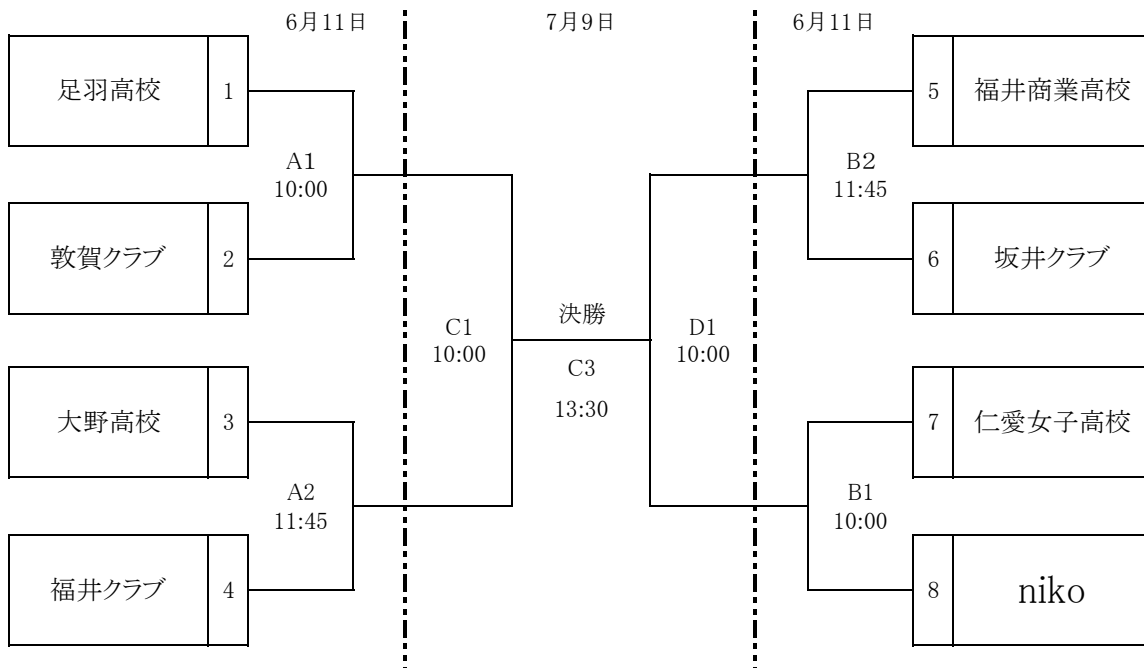 6月11日
7月9日
6月11日
足羽高校
1
5
福井商業高校
A1
10:00
B2
11:45
敦賀クラブ
2
6
坂井クラブ
決勝
C1
10:00
D1
10:00
C3
13:30
大野高校
3
7
仁愛女子高校
A2
11:45
B1
10:00
福井クラブ
4
8
niko